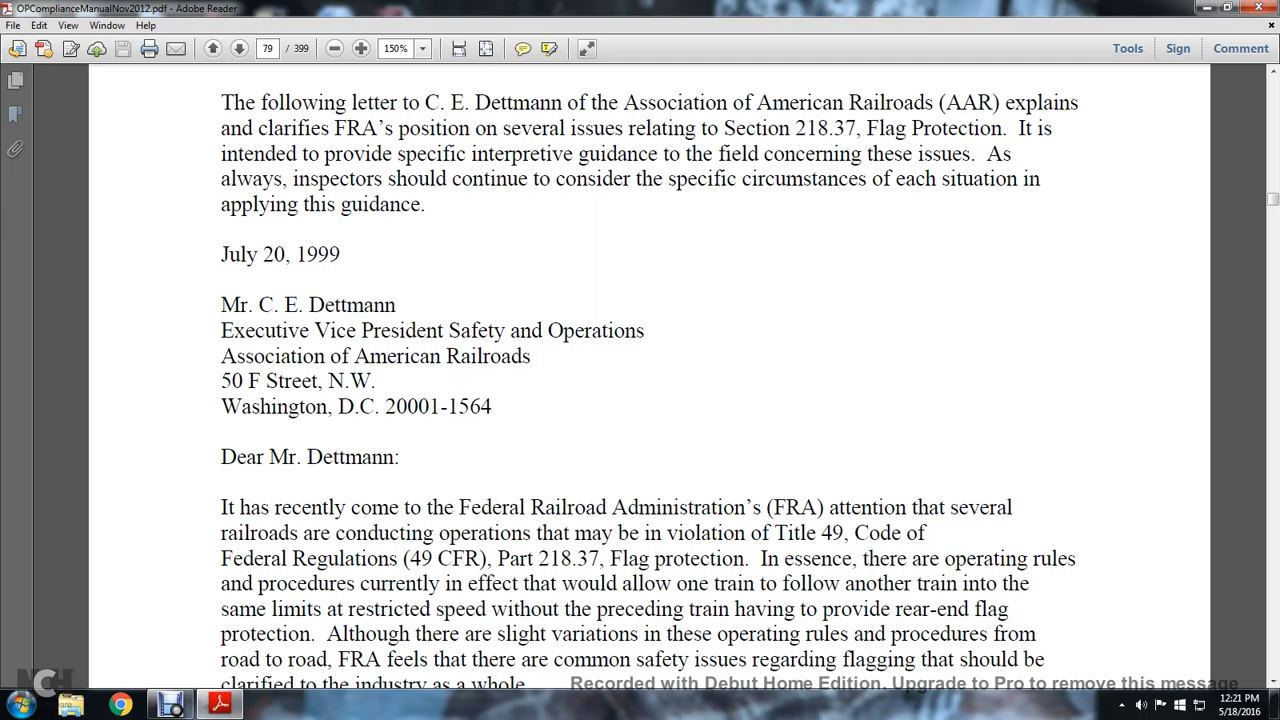 OPComplianceManualNov2012.pdf - Adobe Reader
File Edit View Window Help
79 / 399 150% Tools Sign Comment
The following letter to C. E. Dettmann of the Association of American Railroads (AAR) explains
and clarifies FRA's position on several issues relating to Section 218.37, Flag Protection. It is
intended to provide specific interpretive guidance to the field concerning these issues. As
always, inspectors should continue to consider the specific circumstances of each situation in
applying this guidance.
July 20, 1999
Mr. C. E. Dettmann
Executive Vice President Safety and Operations
Association of American Railroads
50 F Street, N.W.
Washington, D.C. 20001-1564
Dear Mr. Dettmann:
It has recently come to the Federal Railroad Administration's (FRA) attention that several
railroads are conducting operations that may be in violation of Title 49, Code of
Federal Regulations (49 CFR), Part 218.37, Flag protection. In essence, there are operating rules
and procedures currently in effect that would allow one train to follow another train into the
same limits at restricted speed without the preceding train having to provide rear-end flag
protection. Although there are slight variations in these operating rules and procedures from
road to road, FRA feels that there are common safety issues regarding flagging that should be
clarified to the industry as a whole.
Recorded with Debut Home Edition. Upgrade to Pro to remove this message
NCH
12:21 PM
5/18/2016